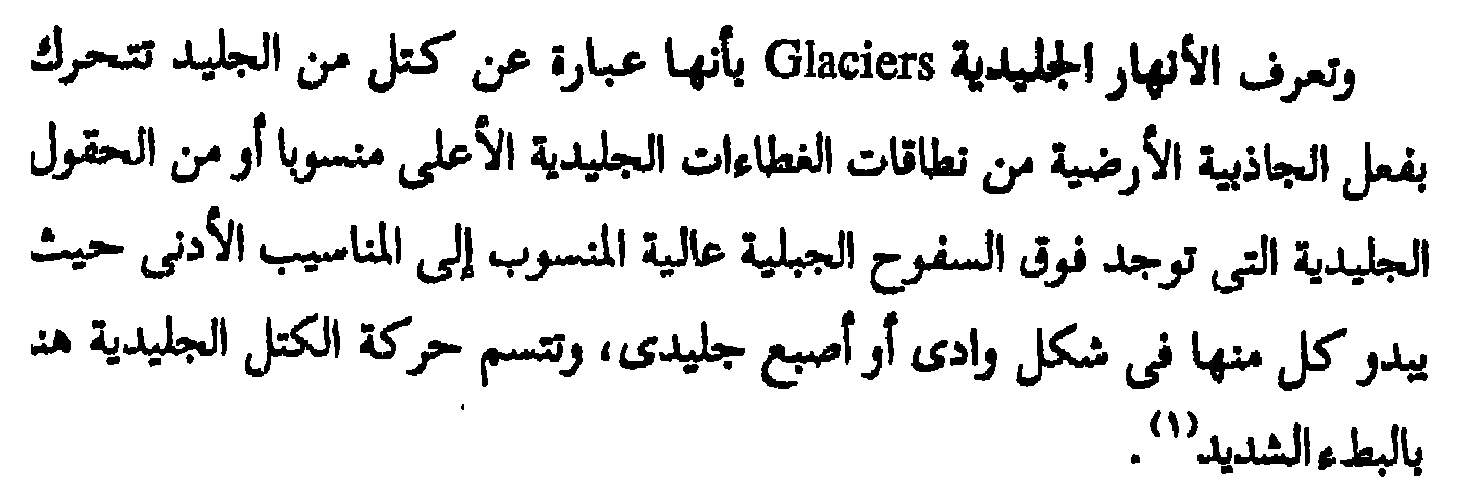 وتعرف الأنهار الجليدية Glaciers بأنها عبارة عن كتل من الجليد تتحرك
بفعل الجاذبية الأرضية من نطاقات الغطاءات الجليدية الأعلى منسوبا أو من الحقول
الجليدية التى توجد فوق السفوح الجبلية عالية المنسوب إلى المناسيب الأدنى حيث
يبدو كل منها فى شكل وادى أو أصبع جليدى، وتتسم حركة الكتل الجليدية هنـ
بالبطء الشديد(١).